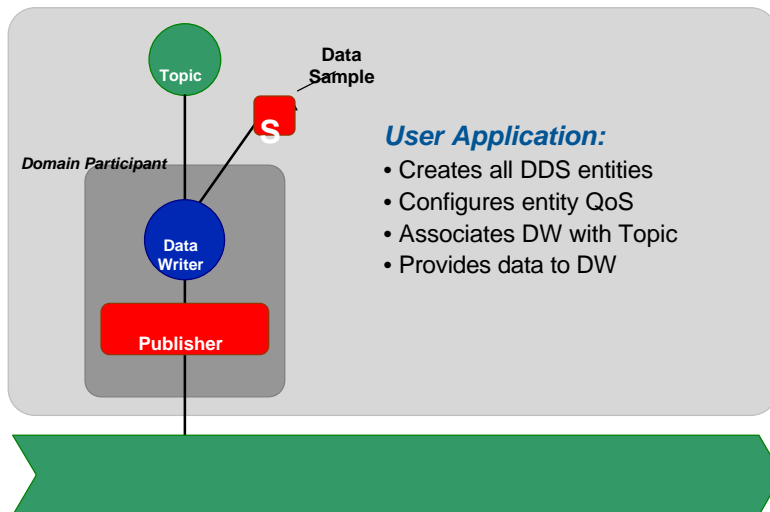 Topic
Data
Sample
S
Domain Participant
Data
Writer
Publisher
User Application:
• Creates all DDS entities
• Configures entity QoS
• Associates DW with Topic
• Provides data to DW